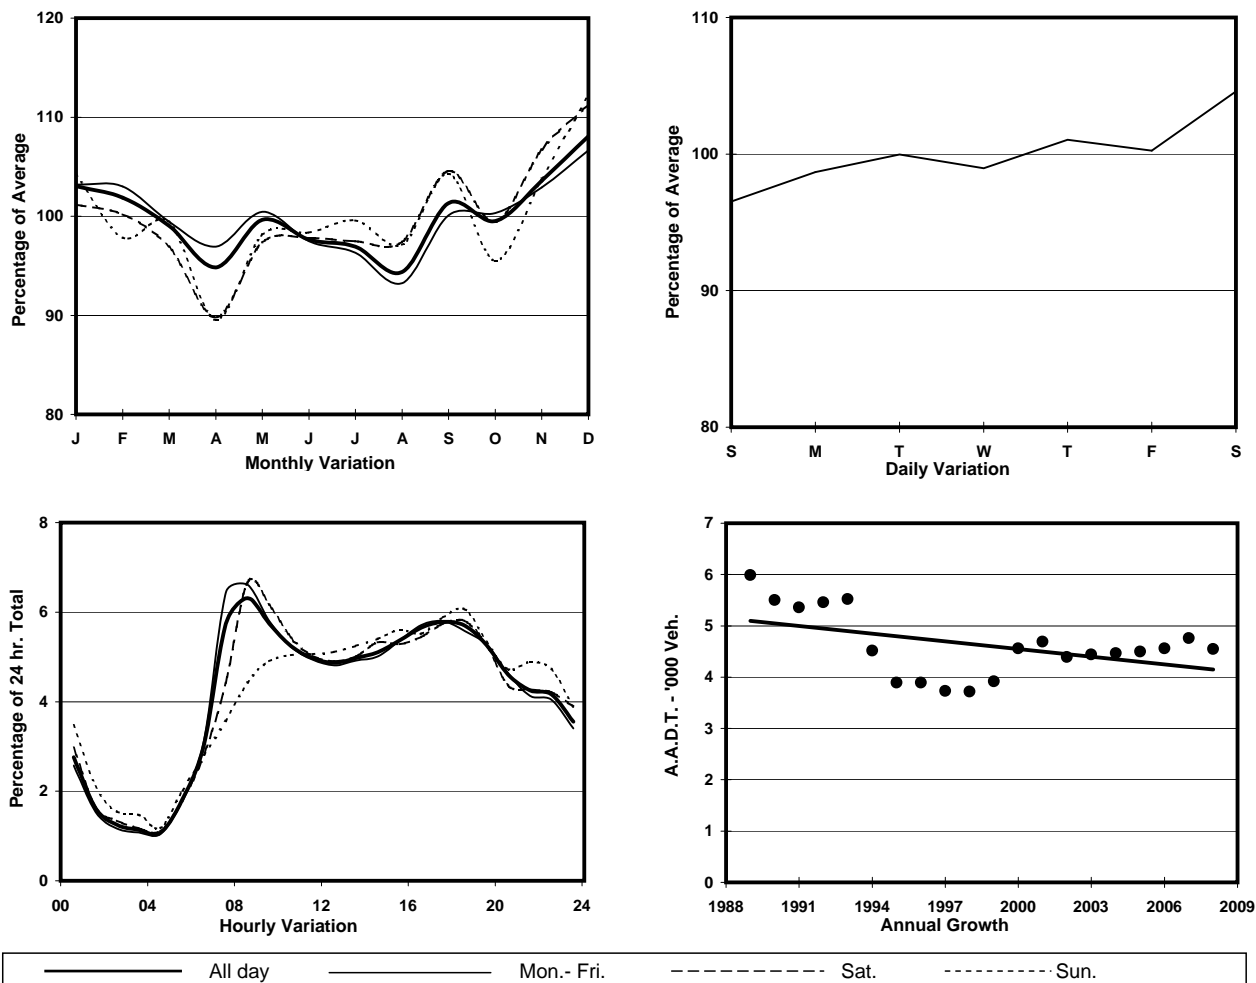 120
110
100
90
80
Percentage of Average
J F M A M J J A S O N D
Monthly Variation
110
100
90
80
Percentage of Average
S M T W T F S
Daily Variation
8
6
4
2
0
Percentage of 24 hr. Total
00 04 08 12 16 20 24
Hourly Variation
7
6
5
4
3
2
1
0
A.A.D.T. - '000 Veh.
1988 1991 1994 1997 2000 2003 2006 2009
Annual Growth
All day Mon.- Fri. Sat. Sun.